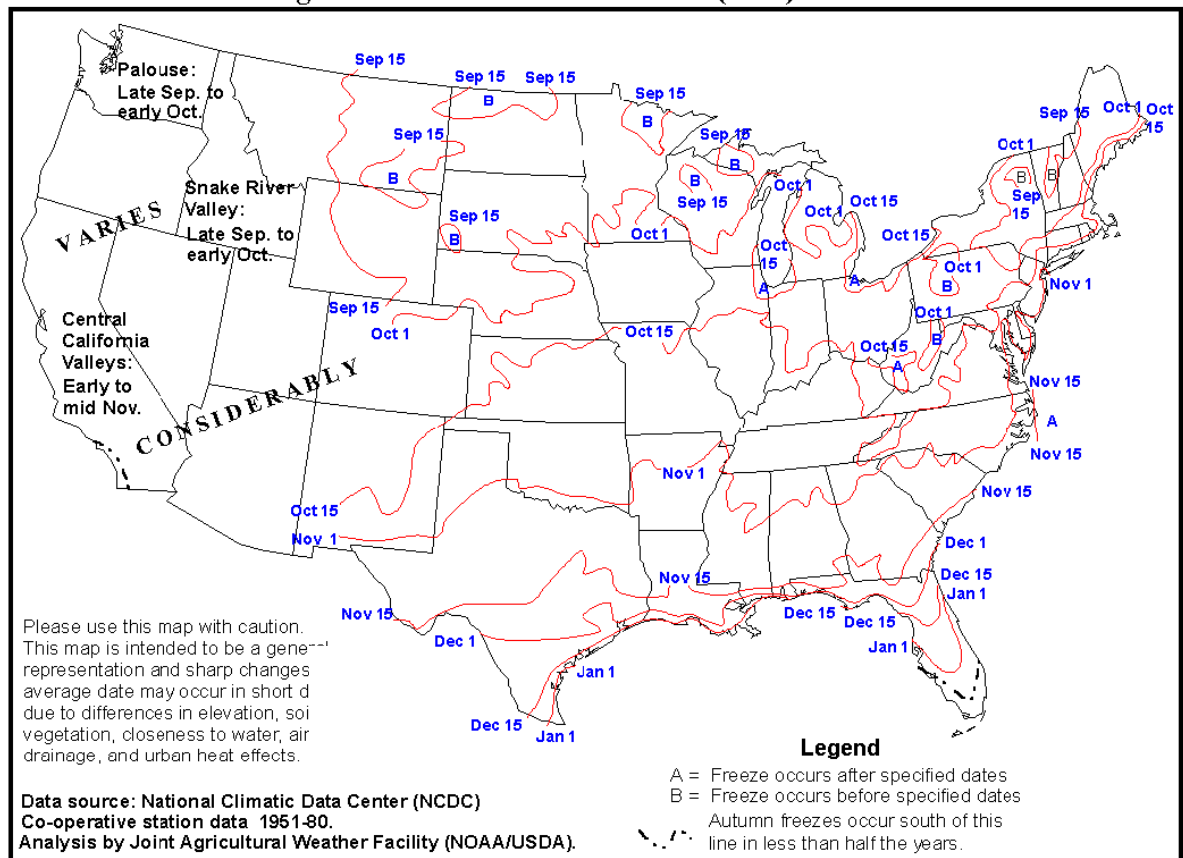 Sep 15
Sep 15
Sep 15
Palouse:
Late Sep. to
early Oct.
B
Sep 15
B
Sep 15
B
Sep 15
B
Snake River
Valley:
Late Sep. to
early Oct.
VARIES
Sep 15
B
B
Sep 15
Oct 1
Oct 1
Oct 1
Oct 15
Oct 15
Oct
15
A
A
Oct 1
Sep 15
Oct 1
Oct
15
B
B
Sep
15
Oct 1
B
Nov 1
Sep 15
Oct 1
Oct 15
Oct 1
B
Oct 15
A
Central
California
Valleys:
Early to
mid Nov.
CONSIDERABLY
Nov 15
A
Nov 15
Nov 1
Oct 15
Nov 1
Nov 15
Dec 1
Nov 15
Dec 15
Jan 1
Nov 15
Dec 1
Dec 15
Dec 15
Jan 1
Jan 1
Dec 15
Jan 1
Please use this map with caution.
This map is intended to be a
representation and sharp changes
average date may occur in short
due to differences in elevation,
vegetation, closeness to water, air
drainage, and urban heat effects.
Data source: National Climatic Data Center (NCDC)
Co-operative station data 1951-80.
Analysis by Joint Agricultural Weather Facility (NOAA/USDA).
Legend
A = Freeze occurs after specified dates
B = Freeze occurs before specified dates
Autumn freezes occur south of this
line in less than half the years.